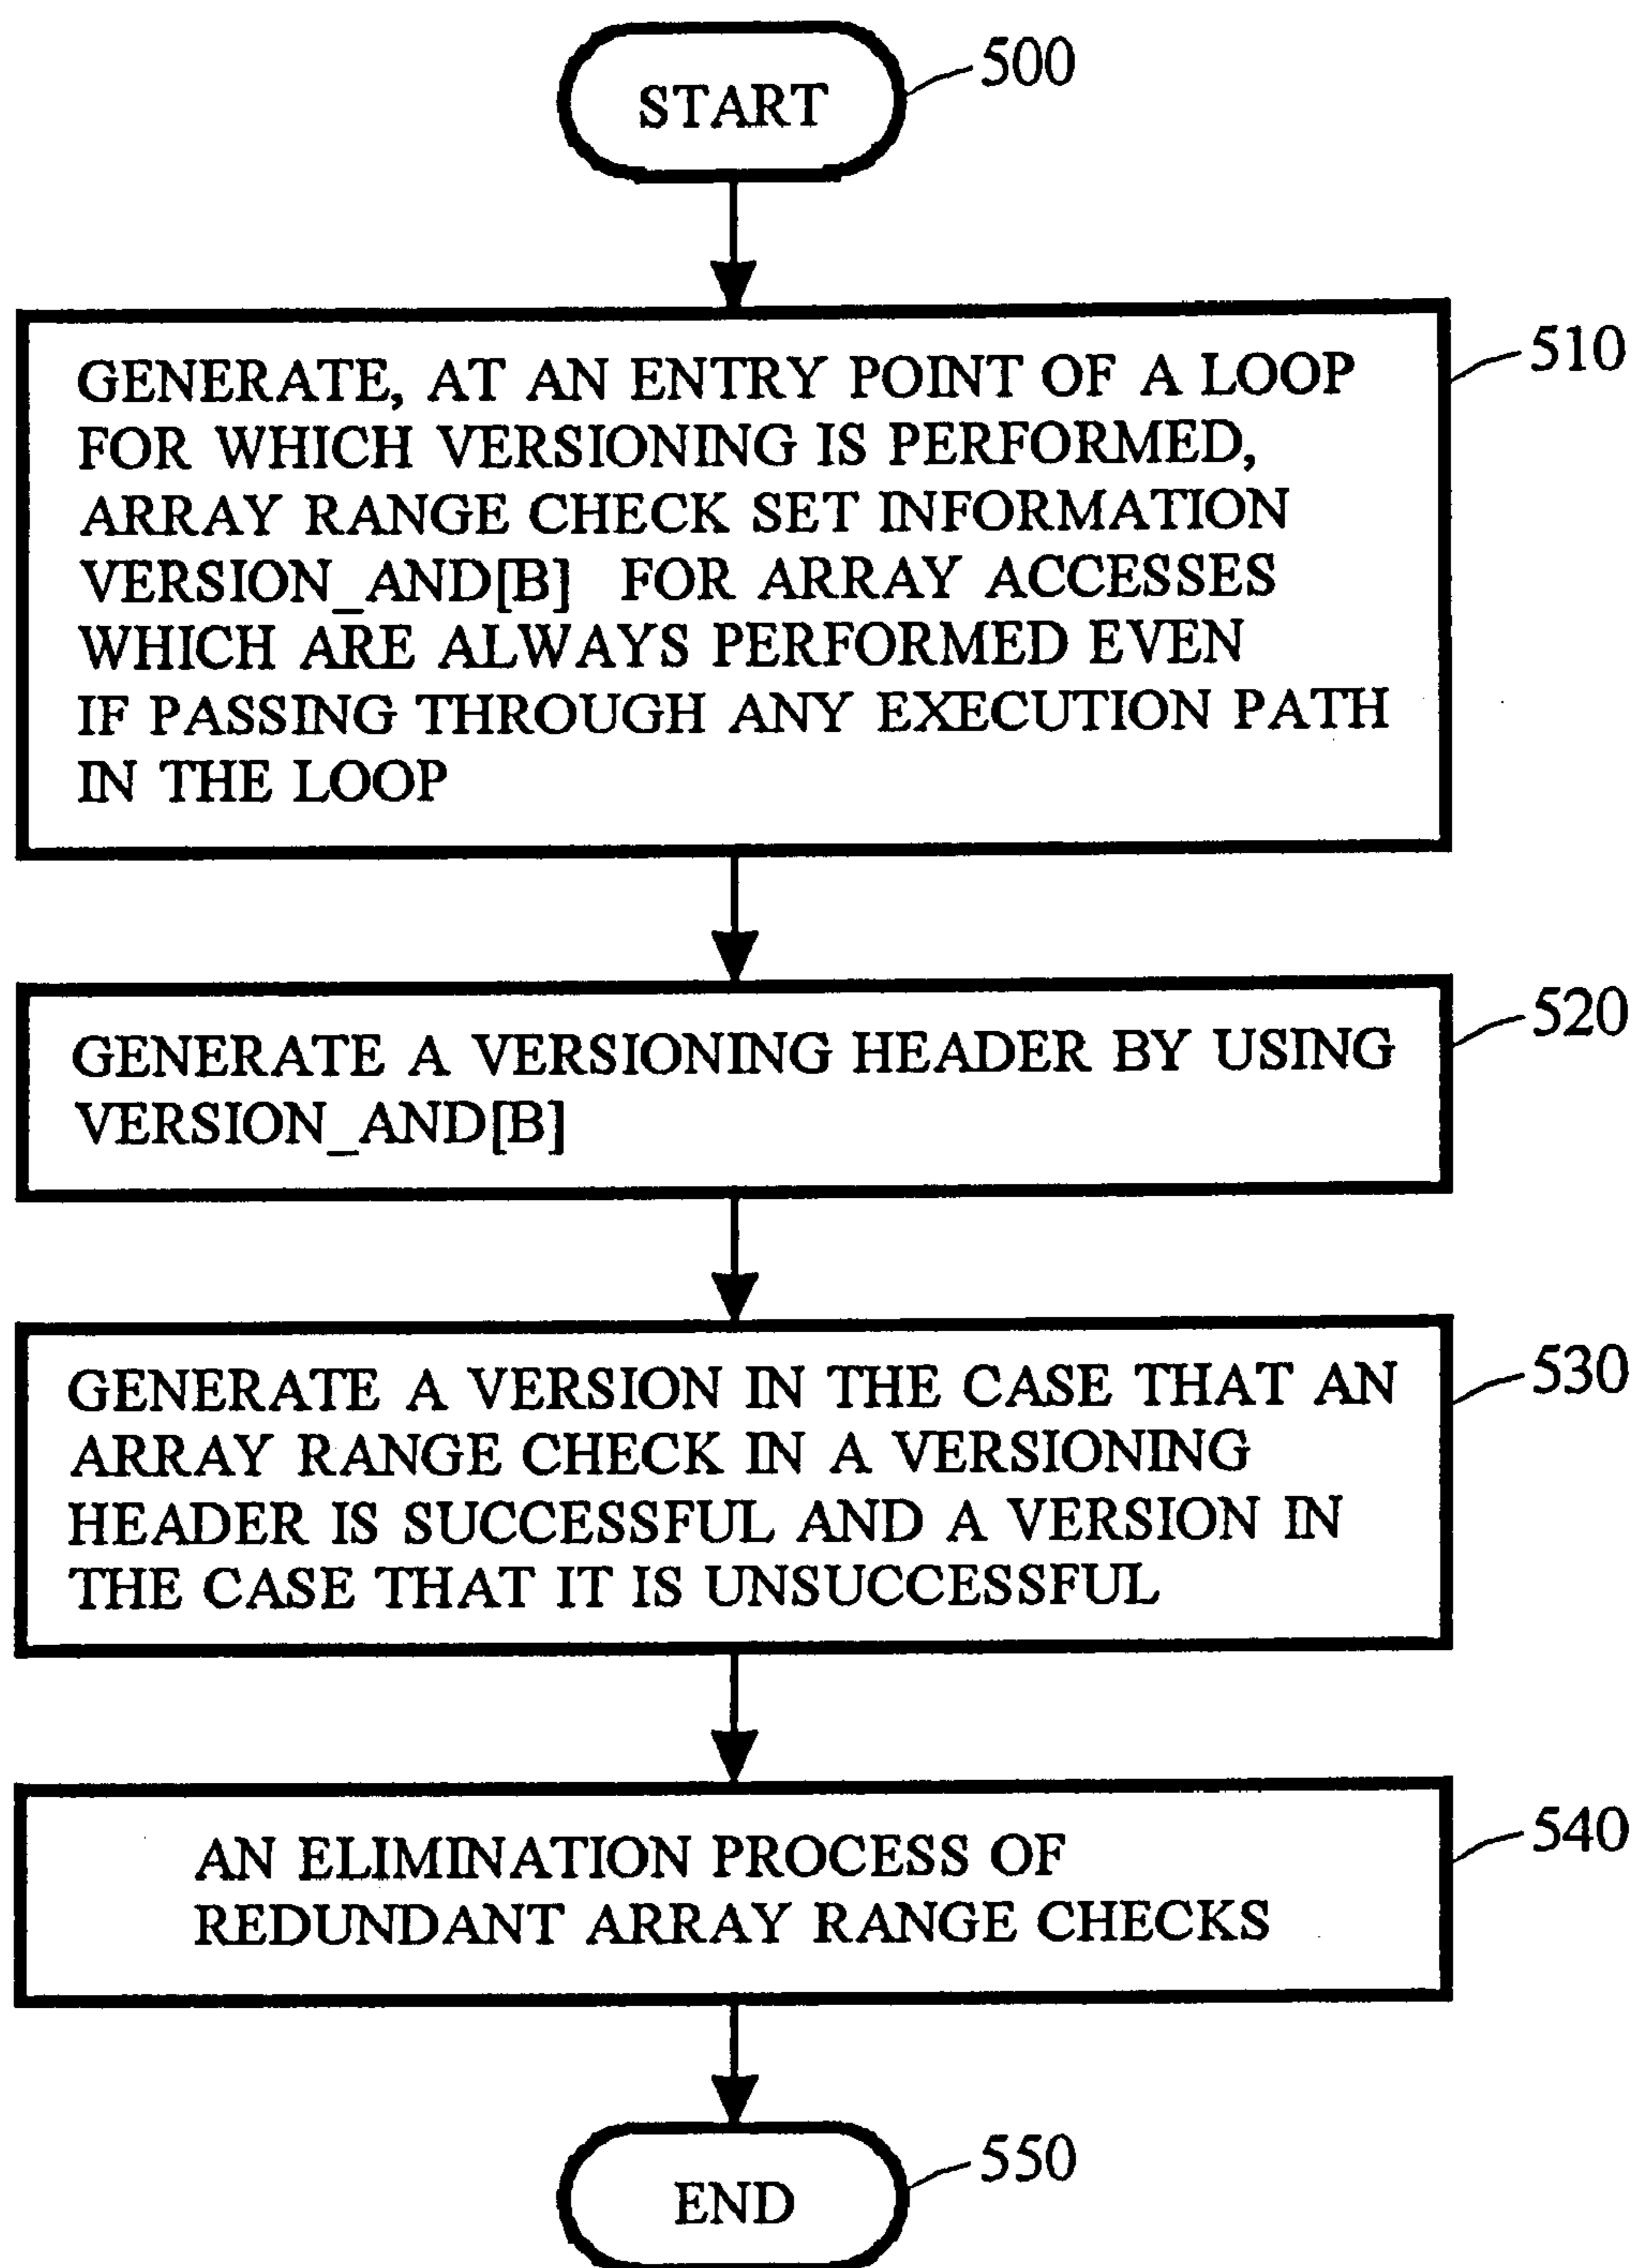 START
500
GENERATE, AT AN ENTRY POINT OF A LOOP
510
FOR WHICH VERSIONING IS PERFORMED,
ARRAY RANGE CHECK SET INFORMATION
VERSION_AND[B] FOR ARRAY ACCESSES
WHICH ARE ALWAYS PERFORMED EVEN
IF PASSING THROUGH ANY EXECUTION PATH
IN THE LOOP
GENERATE A VERSIONING HEADER BY USING
520
VERSION_AND[B]
GENERATE A VERSION IN THE CASE THAT AN
530
ARRAY RANGE CHECK IN A VERSIONING
HEADER IS SUCCESSFUL AND A VERSION IN
THE CASE THAT IT IS UNSUCCESSFUL
AN ELIMINATION PROCESS OF
540
REDUNDANT ARRAY RANGE CHECKS
END
550